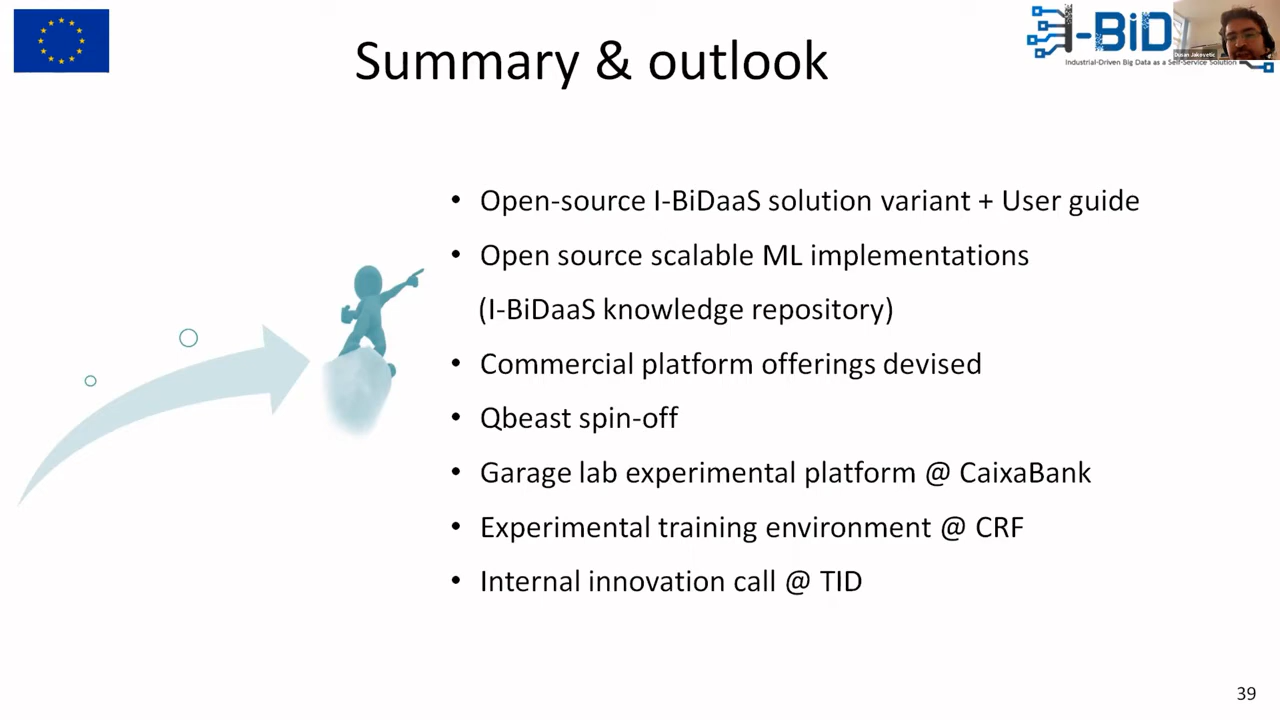 Summary & outlook
I-BiD
Industrial-Driven Big Data as a Self-Service Solution
Dusan Jakovetic
• Open-source I-BiDaaS solution variant + User guide
• Open source scalable ML implementations
(I-BiDaaS knowledge repository)
• Commercial platform offerings devised
• Qbeast spin-off
• Garage lab experimental platform @ CaixaBank
• Experimental training environment @ CRF
• Internal innovation call @ TID
39